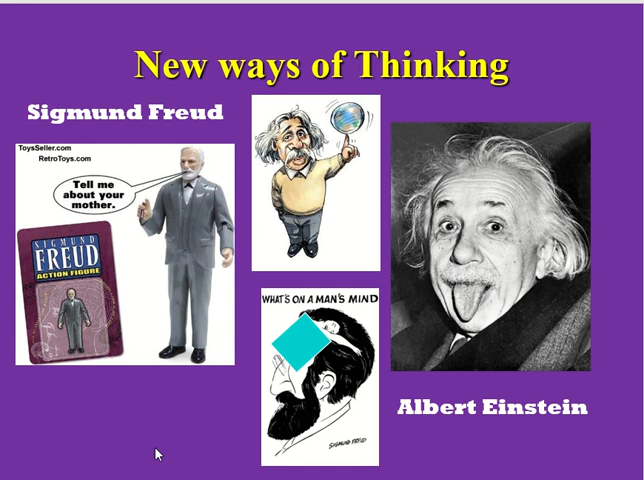 New ways of Thinking
Sigmund Freud
ToysSeller.com
RetroToys.com
Tell me
about your
mother.
SIGMUND
FREUD
ACTION FIGURE
WHAT'S ON A MAN'S MIND
SIGMUND FREUD
Albert Einstein